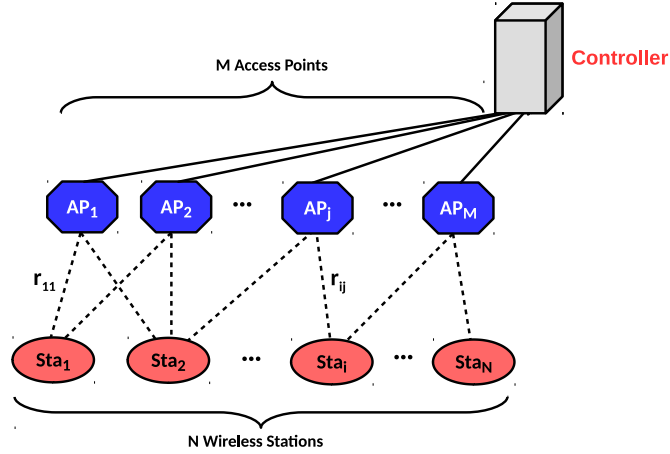 Controller
M Access Points
AP1 AP2 ... APj ... APM
r11 rij
Sta1 Sta2 ... Stai ... StaN
N Wireless Stations